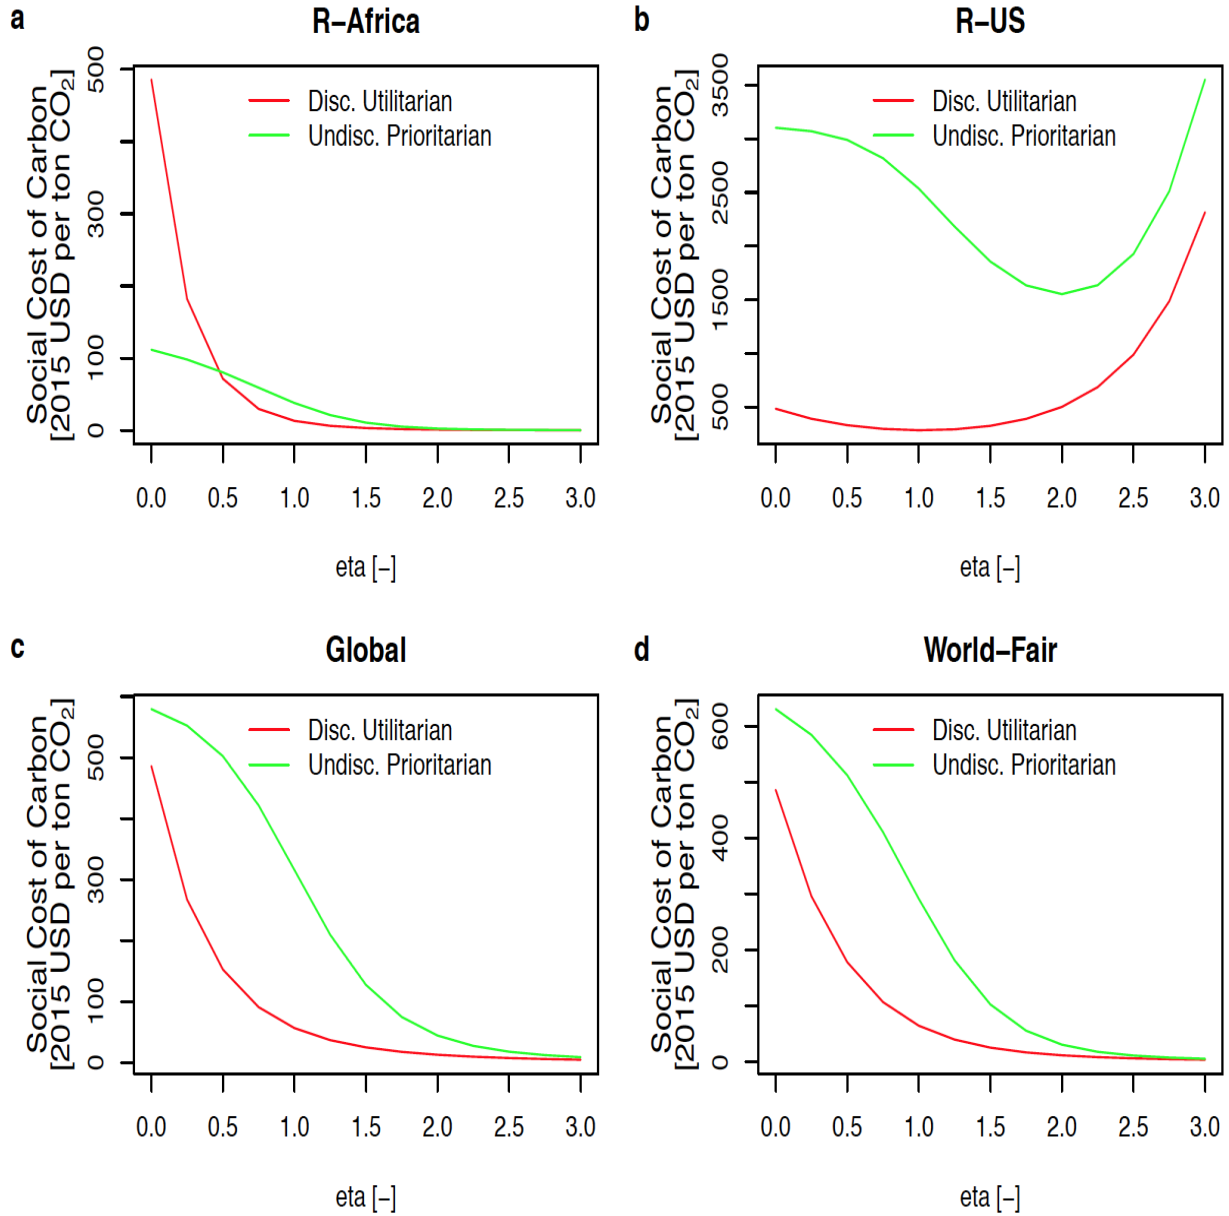 a
R−Africa
Social Cost of Carbon
[2015 USD per ton CO₂]
500
300
100
0
Disc. Utilitarian
Undisc. Prioritarian
0.0 0.5 1.0 1.5 2.0 2.5 3.0
eta [−]
b
R−US
Social Cost of Carbon
[2015 USD per ton CO₂]
3500
2500
1500
500
Disc. Utilitarian
Undisc. Prioritarian
0.0 0.5 1.0 1.5 2.0 2.5 3.0
eta [−]
c
Global
Social Cost of Carbon
[2015 USD per ton CO₂]
500
300
100
0
Disc. Utilitarian
Undisc. Prioritarian
0.0 0.5 1.0 1.5 2.0 2.5 3.0
eta [−]
d
World−Fair
Social Cost of Carbon
[2015 USD per ton CO₂]
600
400
200
0
Disc. Utilitarian
Undisc. Prioritarian
0.0 0.5 1.0 1.5 2.0 2.5 3.0
eta [−]